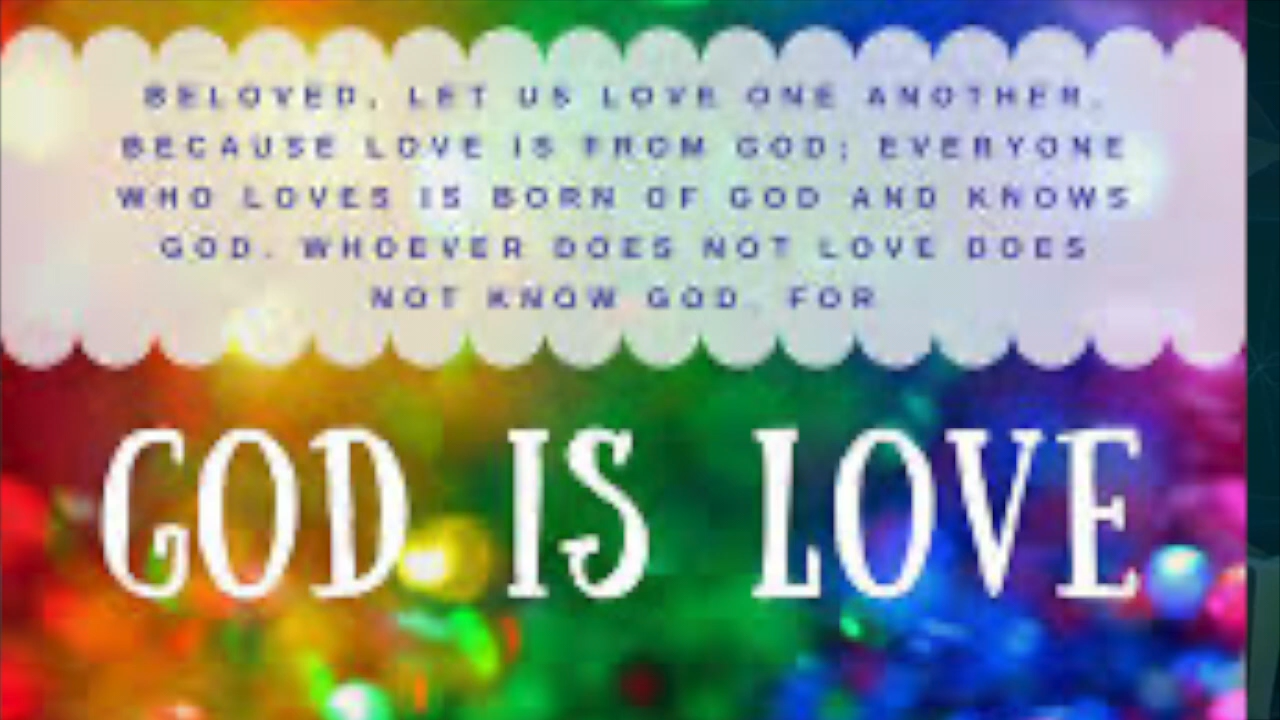 BELOVED, LET US LOVE ONE ANOTHER,
BECAUSE LOVE IS FROM GOD; EVERYONE
WHO LOVES IS BORN OF GOD AND KNOWS
GOD. WHOEVER DOES NOT LOVE DOES
NOT KNOW GOD, FOR
GOD IS LOVE